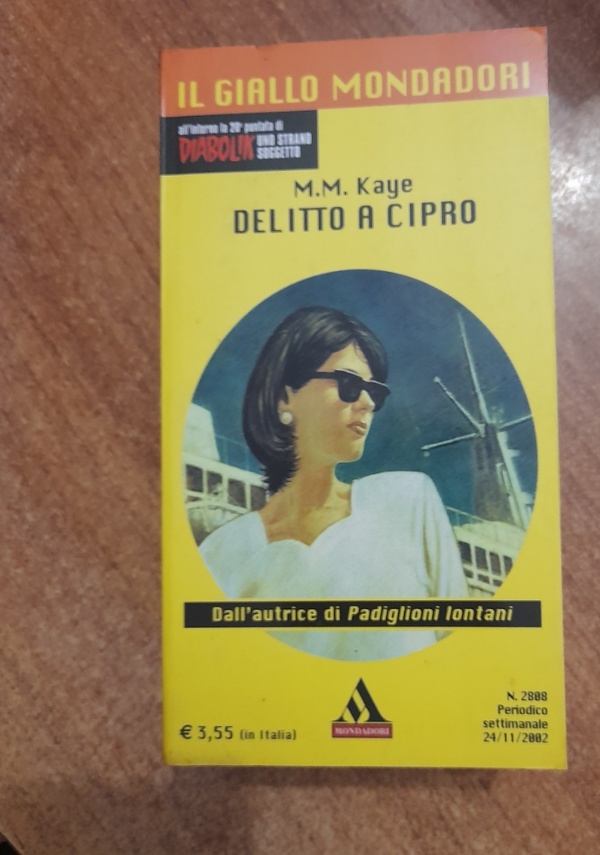 IL GIALLO MONDADORI
all'interno la 20ª puntata di
DIABOLIK UNO STRANO
SOGGETTO
M.M. Kaye
DELITTO A CIPRO
Dall'autrice di Padiglioni lontani
€ 3,55 (in Italia)
MONDADORI
N. 2808
Periodico
settimanale
24/11/2002